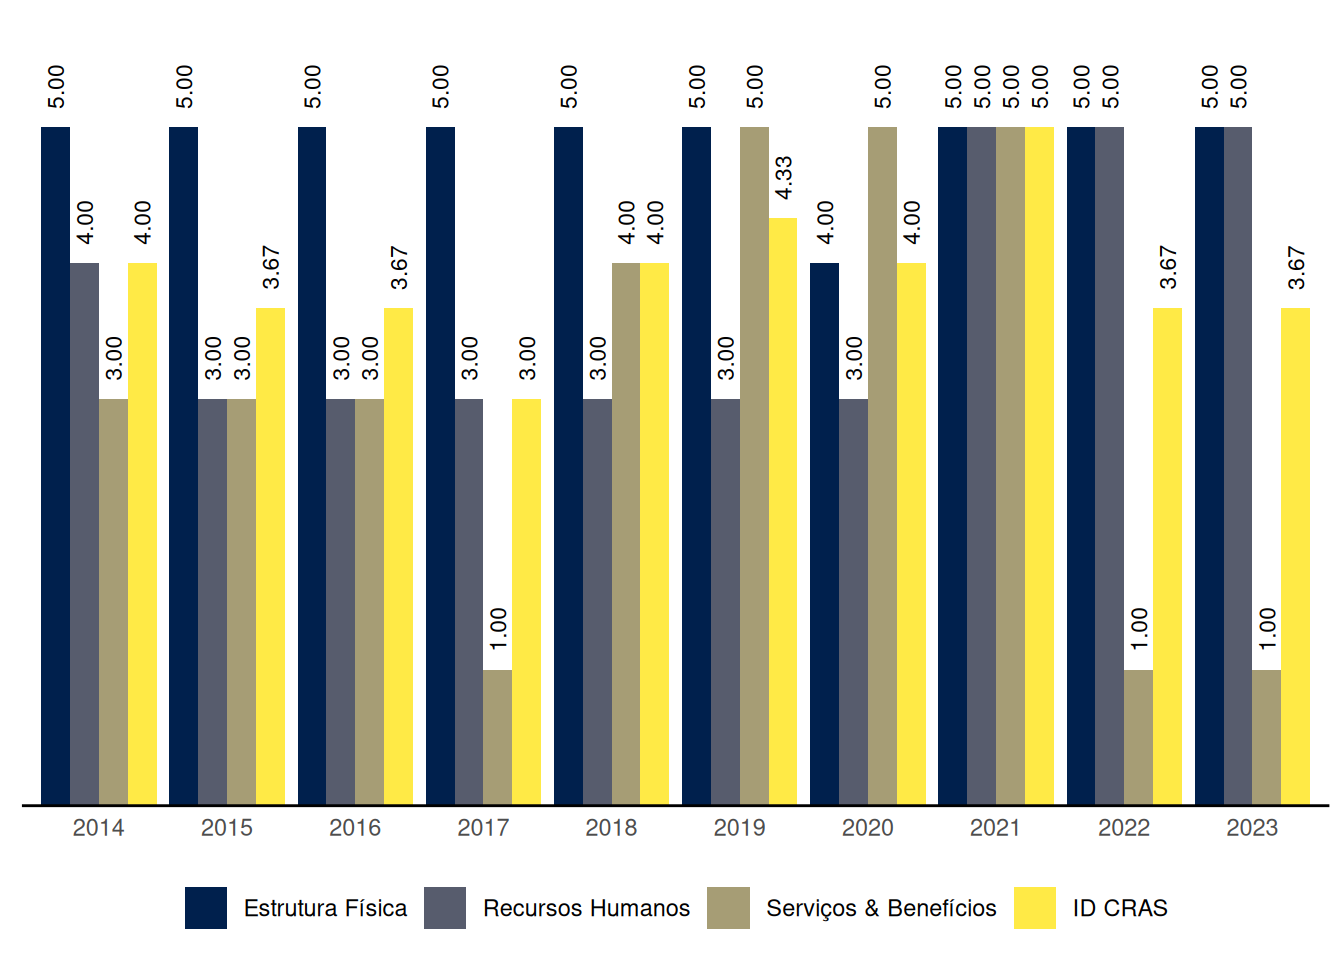 5.00 4.00 3.00 4.00
5.00 3.00 3.00 3.67
5.00 3.00 3.00 3.67
5.00 3.00 1.00 3.00
5.00 3.00 4.00 4.00
5.00 3.00 5.00 4.33
4.00 3.00 5.00 4.00
5.00 5.00 5.00 5.00
5.00 5.00 1.00 3.67
5.00 5.00 1.00 3.67
2014 2015 2016 2017 2018 2019 2020 2021 2022 2023
Estrutura Física Recursos Humanos Serviços & Benefícios ID CRAS